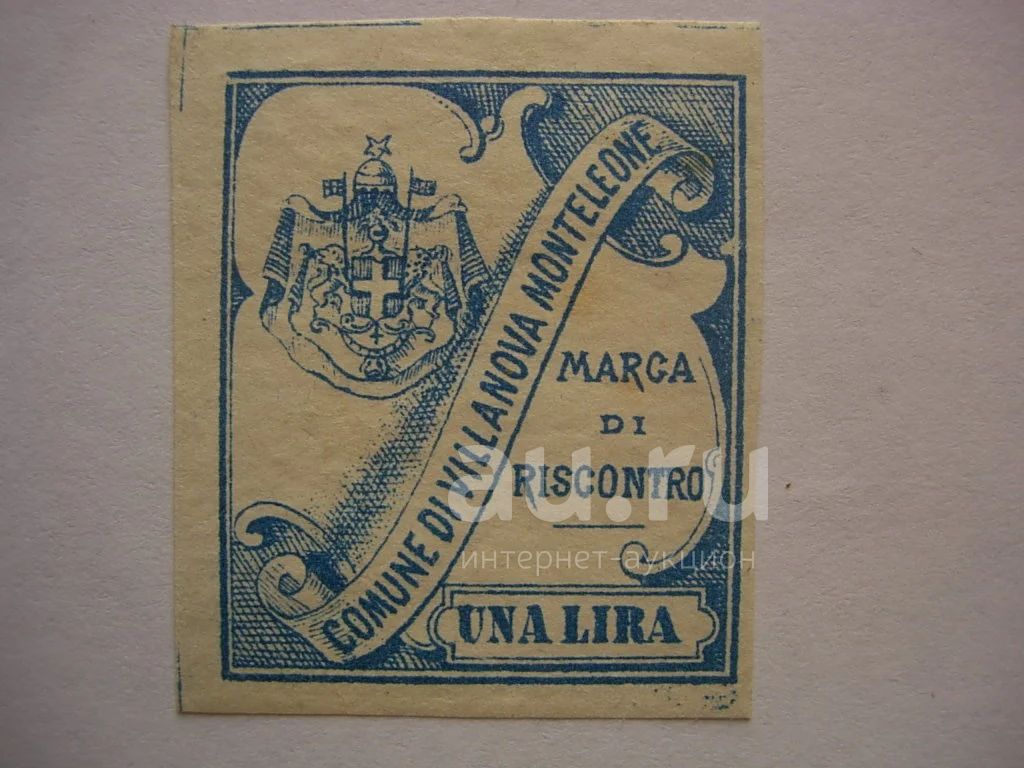 COMUNE DI VILLANOVA MONTELEONE
MARCA
DI
RISCONTRO
UNA LIRA
au.ru
интернет-аукцион